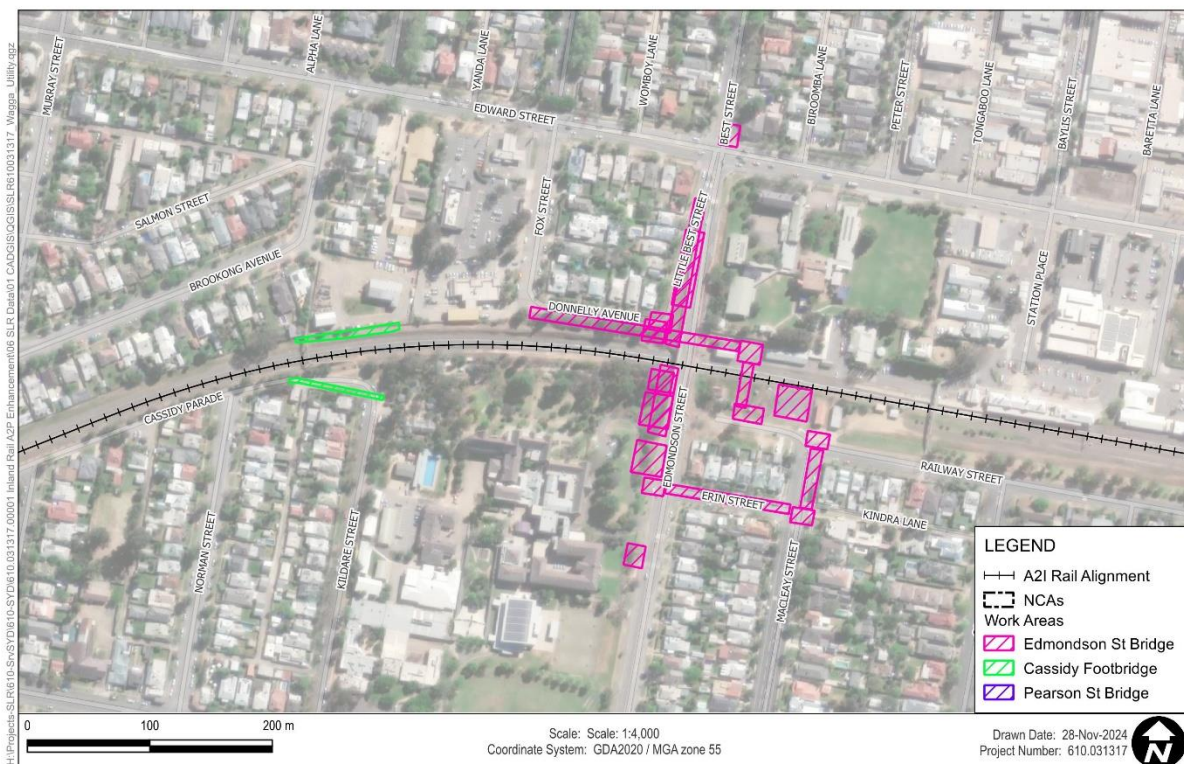 MURRAY STREET
ALPHA LANE
YANDA LANE
WOMBOY LANE
BEST STREET
BIROOMBA LANE
PETER STREET
TONGABOO LANE
BAYLIS STREET
BARETTA LANE
EDWARD STREET
SALMON STREET
FOX STREET
BROOKONG AVENUE
LITTLE BEST STREET
STATION PLACE
DONNELLY AVENUE
CASSIDY PARADE
EDMONDSON STREET
RAILWAY STREET
ERIN STREET
KINDRA LANE
NORMAN STREET
KILDARE STREET
MACLEAY STREET
LEGEND
A2I Rail Alignment
NCAs
Work Areas
Edmondson St Bridge
Cassidy Footbridge
Pearson St Bridge
0 100 200 m
Scale: Scale: 1:4,000
Coordinate System: GDA2020 / MGA zone 55
Drawn Date: 28-Nov-2024
Project Number: 610.031317
N